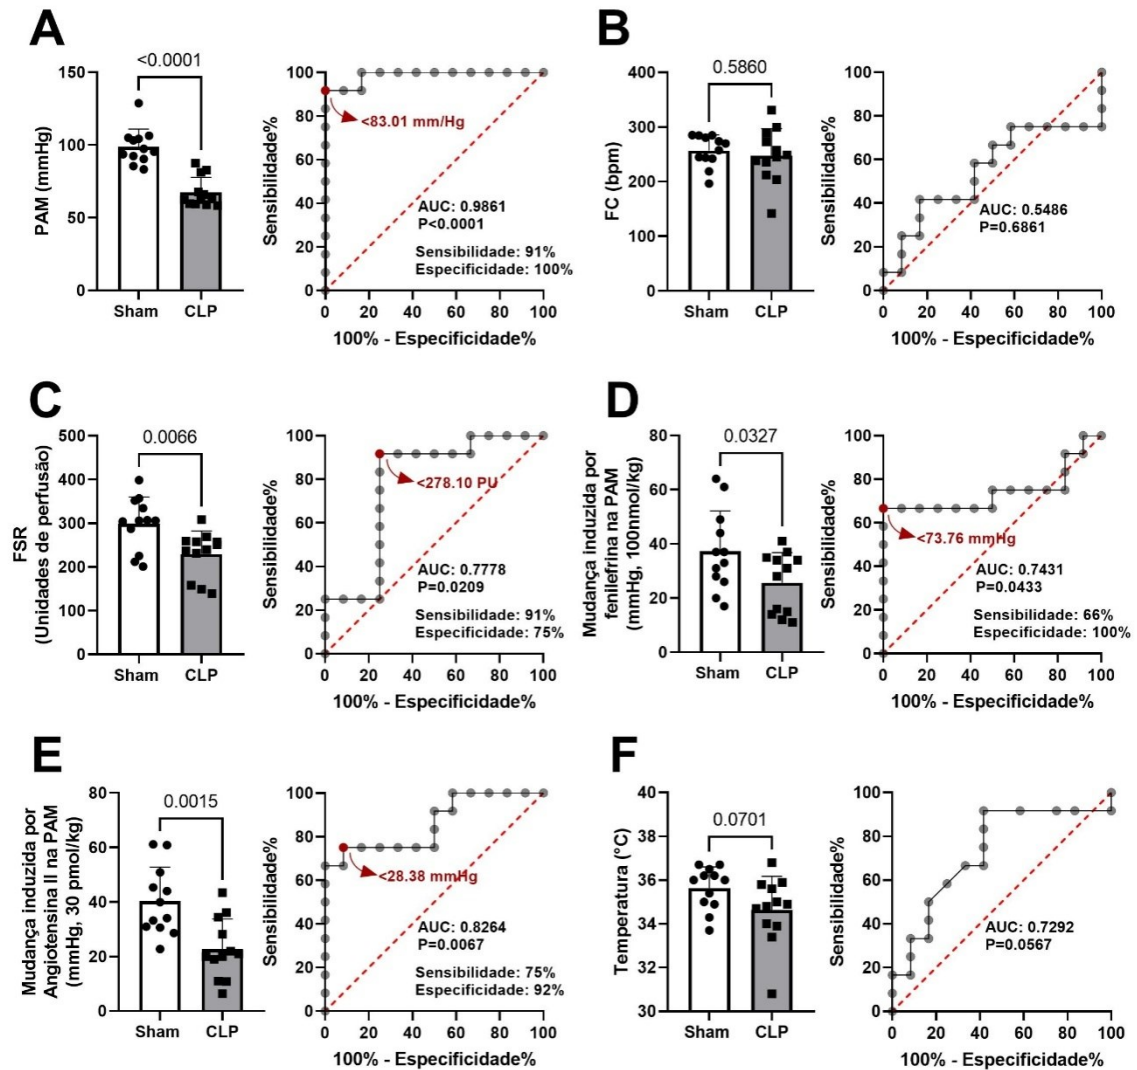 A
<0.0001
PAM (mmHg)
150
100
50
0
Sham
CLP
Sensibilidade%
100
80
60
40
20
0
<83.01 mm/Hg
AUC: 0.9861
P<0.0001
Sensibilidade: 91%
Especificidade: 100%
0
20
40
60
80
100
100% - Especificidade%
B
0.5860
FC (bpm)
400
300
200
100
0
Sham
CLP
Sensibilidade%
100
80
60
40
20
0
AUC: 0.5486
P=0.6861
0
20
40
60
80
100
100% - Especificidade%
C
0.0066
FSR
(Unidades de perfusão)
500
400
300
200
100
0
Sham
CLP
Sensibilidade%
100
80
60
40
20
0
<278.10 PU
AUC: 0.7778
P=0.0209
Sensibilidade: 91%
Especificidade: 75%
0
20
40
60
80
100
100% - Especificidade%
D
0.0327
Mudança induzida por
fenilefrina na PAM
(mmHg, 100nmol/kg)
80
60
40
20
0
Sham
CLP
Sensibilidade%
100
80
60
40
20
0
<73.76 mmHg
AUC: 0.7431
P=0.0433
Sensibilidade: 66%
Especificidade: 100%
0
20
40
60
80
100
100% - Especificidade%
E
0.0015
Mudança induzida por
Angiotensina II na PAM
(mmHg, 30 pmol/kg)
80
60
40
20
0
Sham
CLP
Sensibilidade%
100
80
60
40
20
0
<28.38 mmHg
AUC: 0.8264
P=0.0067
Sensibilidade: 75%
Especificidade: 92%
0
20
40
60
80
100
100% - Especificidade%
F
0.0701
Temperatura (°C)
40
38
36
34
32
30
Sham
CLP
Sensibilidade%
100
80
60
40
20
0
AUC: 0.7292
P=0.0567
0
20
40
60
80
100
100% - Especificidade%